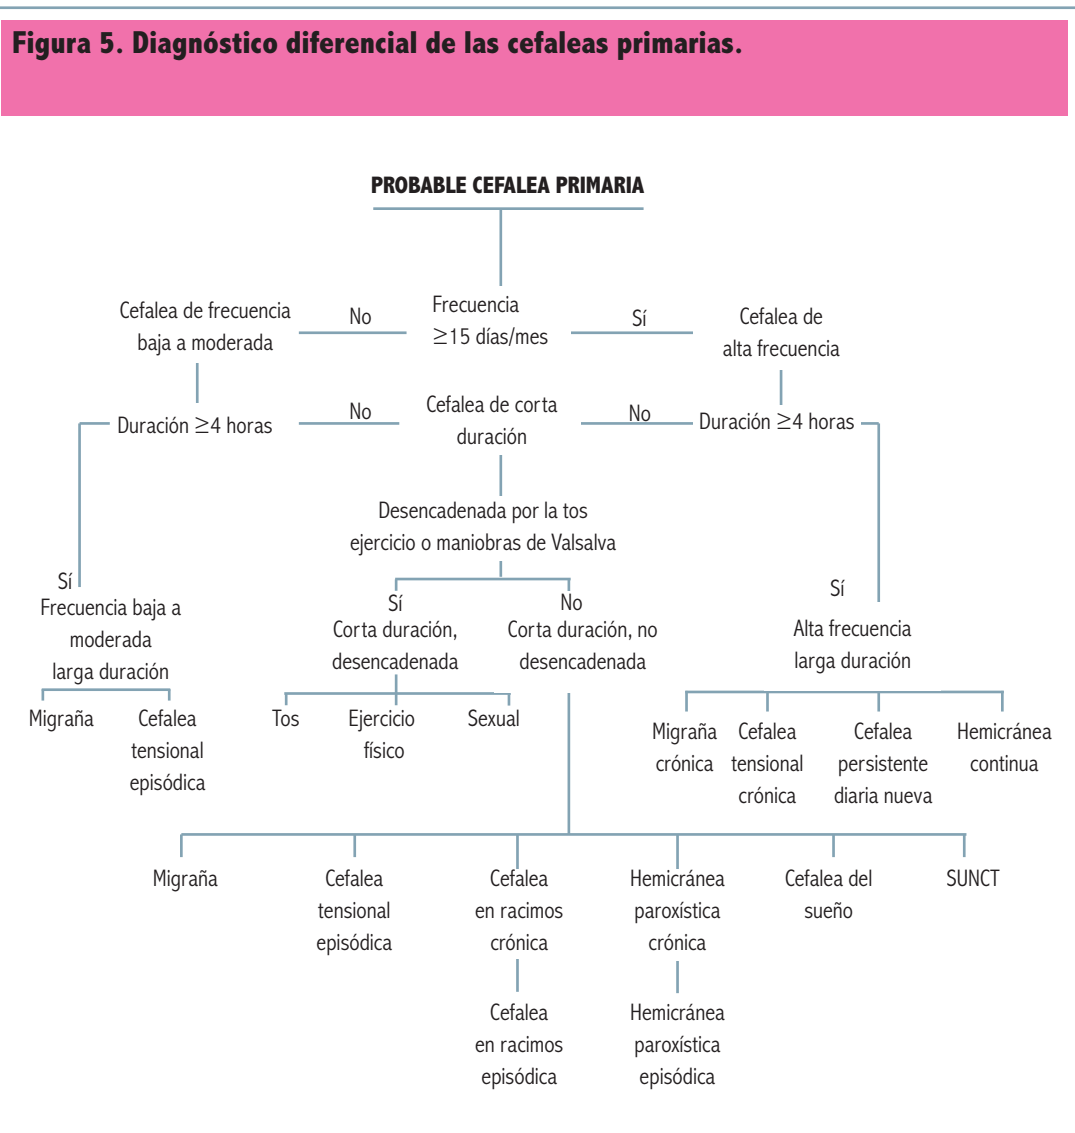 Figura 5. Diagnóstico diferencial de las cefaleas primarias.
PROBABLE CEFALEA PRIMARIA
Cefalea de frecuencia
baja a moderada
No
Frecuencia
≥15 días/mes
Sí
Cefalea de
alta frecuencia
Duración ≥4 horas
No
Cefalea de corta
duración
No
Duración ≥4 horas
Desencadenada por la tos
ejercicio o maniobras de Valsalva
Sí
Frecuencia baja a
moderada
larga duración
Sí
Corta duración,
desencadenada
No
Corta duración, no
desencadenada
Sí
Alta frecuencia
larga duración
Migraña
Cefalea
tensional
episódica
Tos
Ejercicio
físico
Sexual
Migraña
crónica
Cefalea
tensional
crónica
Cefalea
persistente
diaria nueva
Hemicránea
continua
Migraña
Cefalea
tensional
episódica
Cefalea
en racimos
crónica
Hemicránea
paroxística
crónica
Cefalea del
sueño
SUNCT
Cefalea
en racimos
episódica
Hemicránea
paroxística
episódica